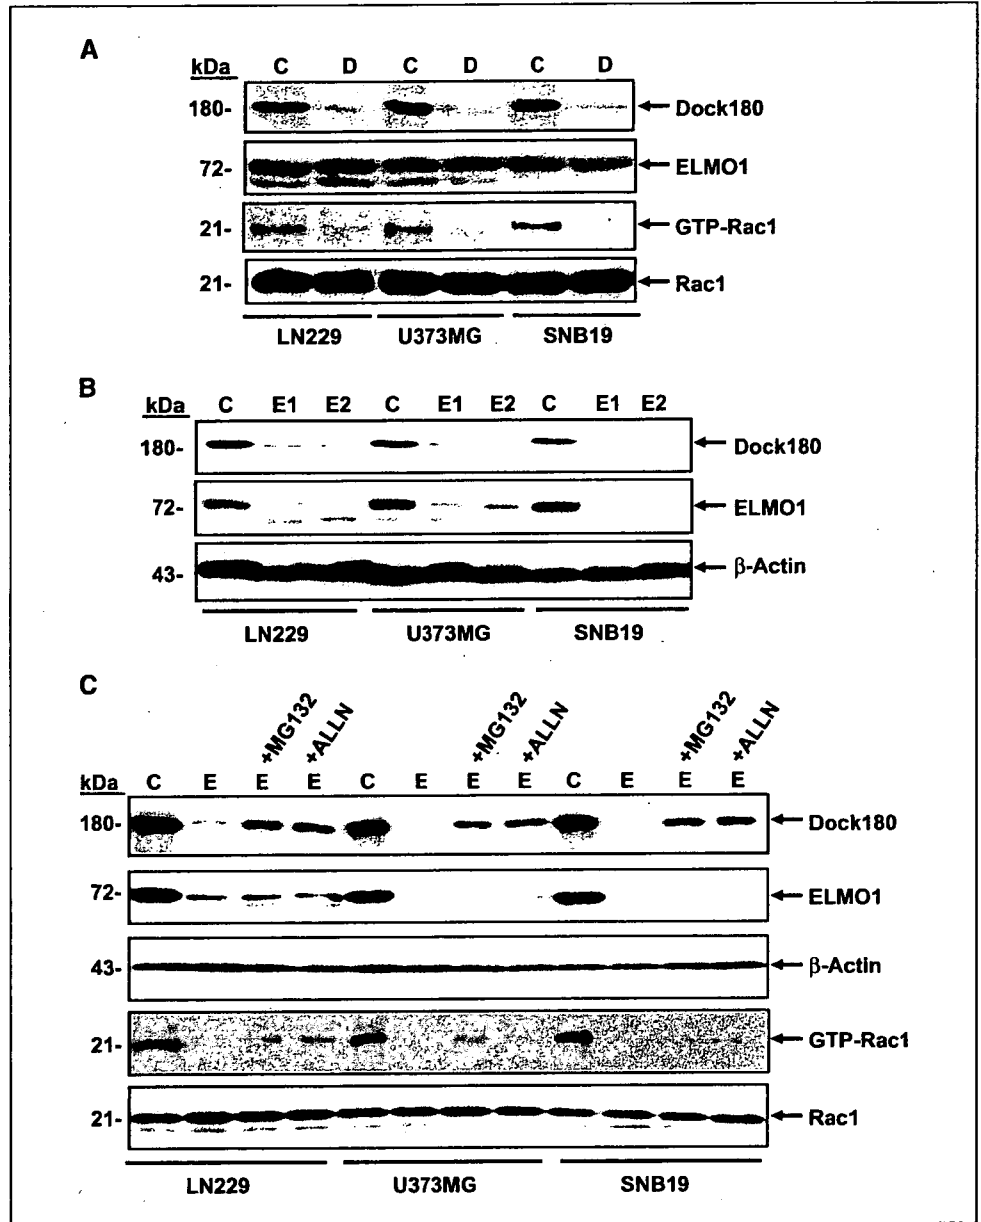 A
kDa C D C D C D
180- Dock180
72- ELMO1
21- GTP-Rac1
21- Rac1
LN229 U373MG SNB19
B
kDa C E1 E2 C E1 E2 C E1 E2
180- Dock180
72- ELMO1
43- β-Actin
LN229 U373MG SNB19
C
+MG132 +ALLN +MG132 +ALLN +MG132 +ALLN
kDa C E E E C E E E C E E E
180- Dock180
72- ELMO1
43- β-Actin
21- GTP-Rac1
21- Rac1
LN229 U373MG SNB19